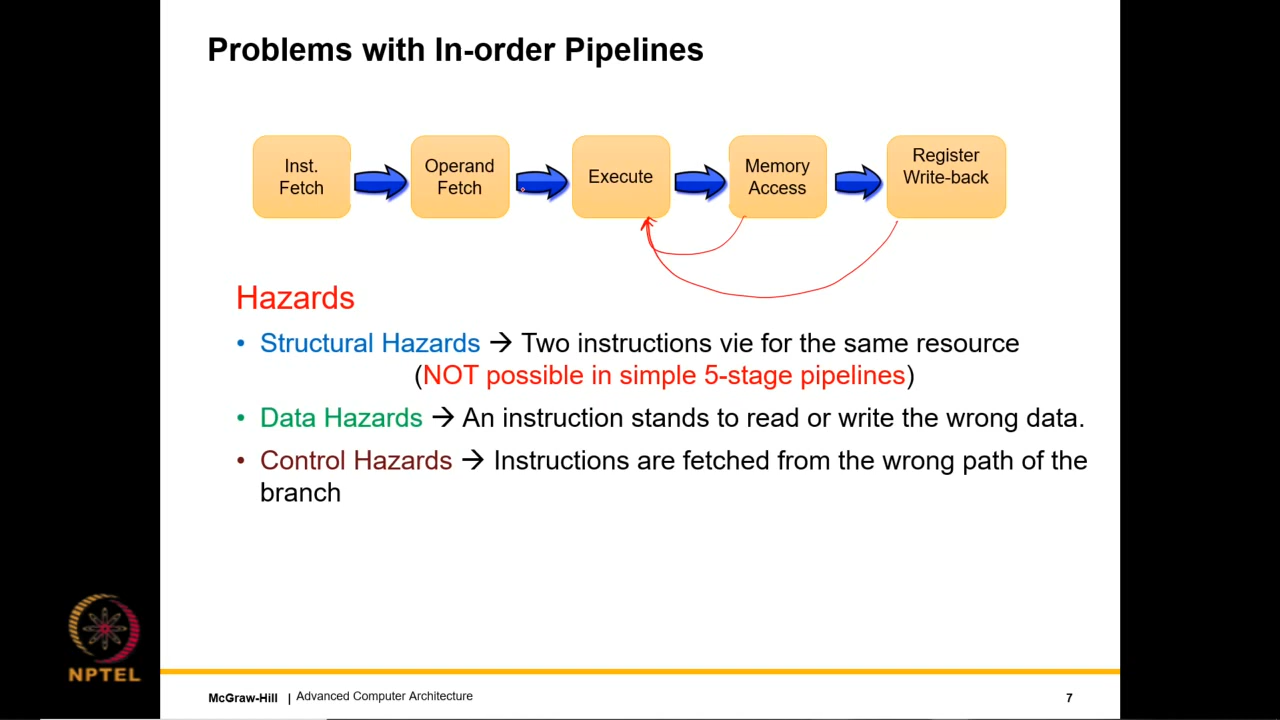 Problems with In-order Pipelines
Inst.
Fetch
Operand
Fetch
Execute
Memory
Access
Register
Write-back
Hazards
• Structural Hazards → Two instructions vie for the same resource
(NOT possible in simple 5-stage pipelines)
• Data Hazards → An instruction stands to read or write the wrong data.
• Control Hazards → Instructions are fetched from the wrong path of the
branch
NPTEL
McGraw-Hill | Advanced Computer Architecture
7